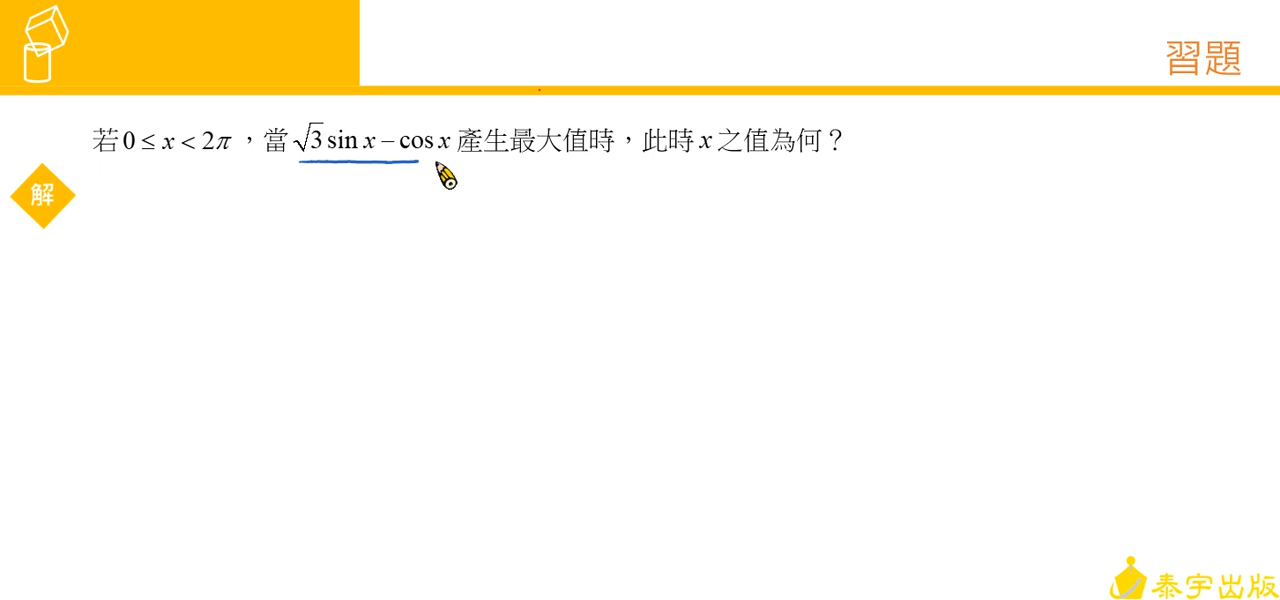 習題
若 0 ≤ x < 2π，當 √3 sin x − cos x 產生最大值時，此時 x 之值為何？
解
泰宇出版